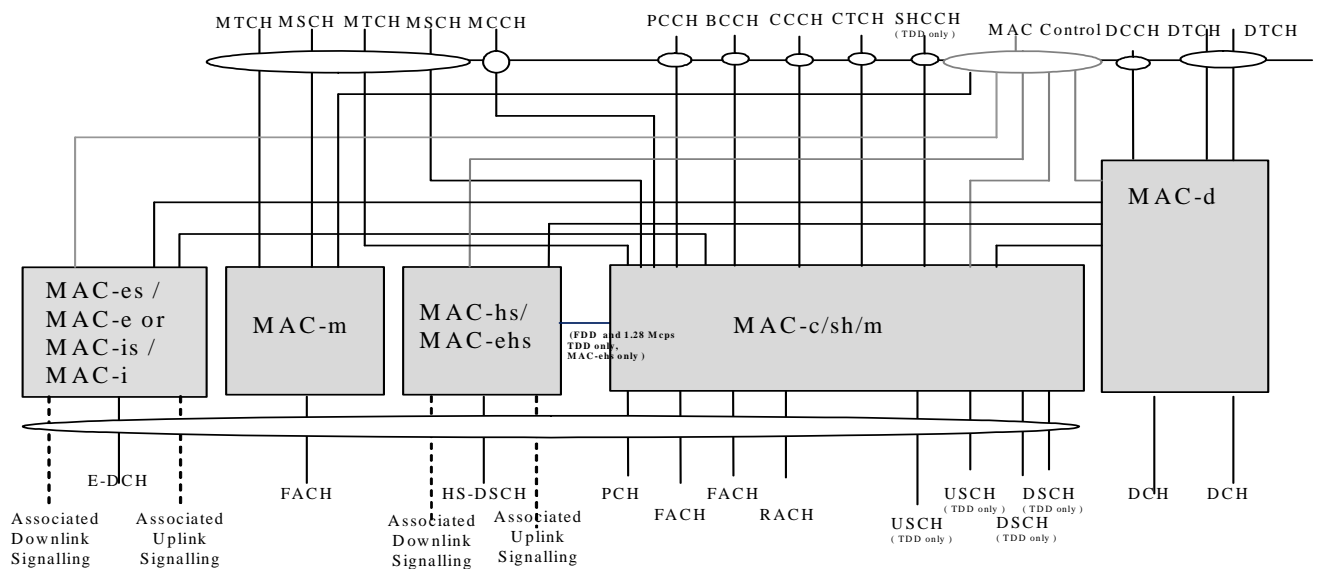 MTCH MSCH MTCH MSCH MCCH PCCH BCCH CCCH CTCH SHCCH MAC Control DCCH DTCH DTCH
( TDD only )
MAC-d
MAC-es /
MAC-e or
MAC-is /
MAC-i
MAC-m
MAC-hs/
MAC-ehs
(FDD and 1.28 Mcps
TDD only,
MAC-ehs only )
MAC-c/sh/m
E-DCH
FACH
HS-DSCH
PCH
FACH
FACH
RACH
USCH
( TDD only )
USCH
( TDD only )
DSCH
( TDD only )
DSCH
( TDD only )
DCH
DCH
Associated
Downlink
Signalling
Associated
Uplink
Signalling
Associated
Downlink
Signalling
Associated
Uplink
Signalling